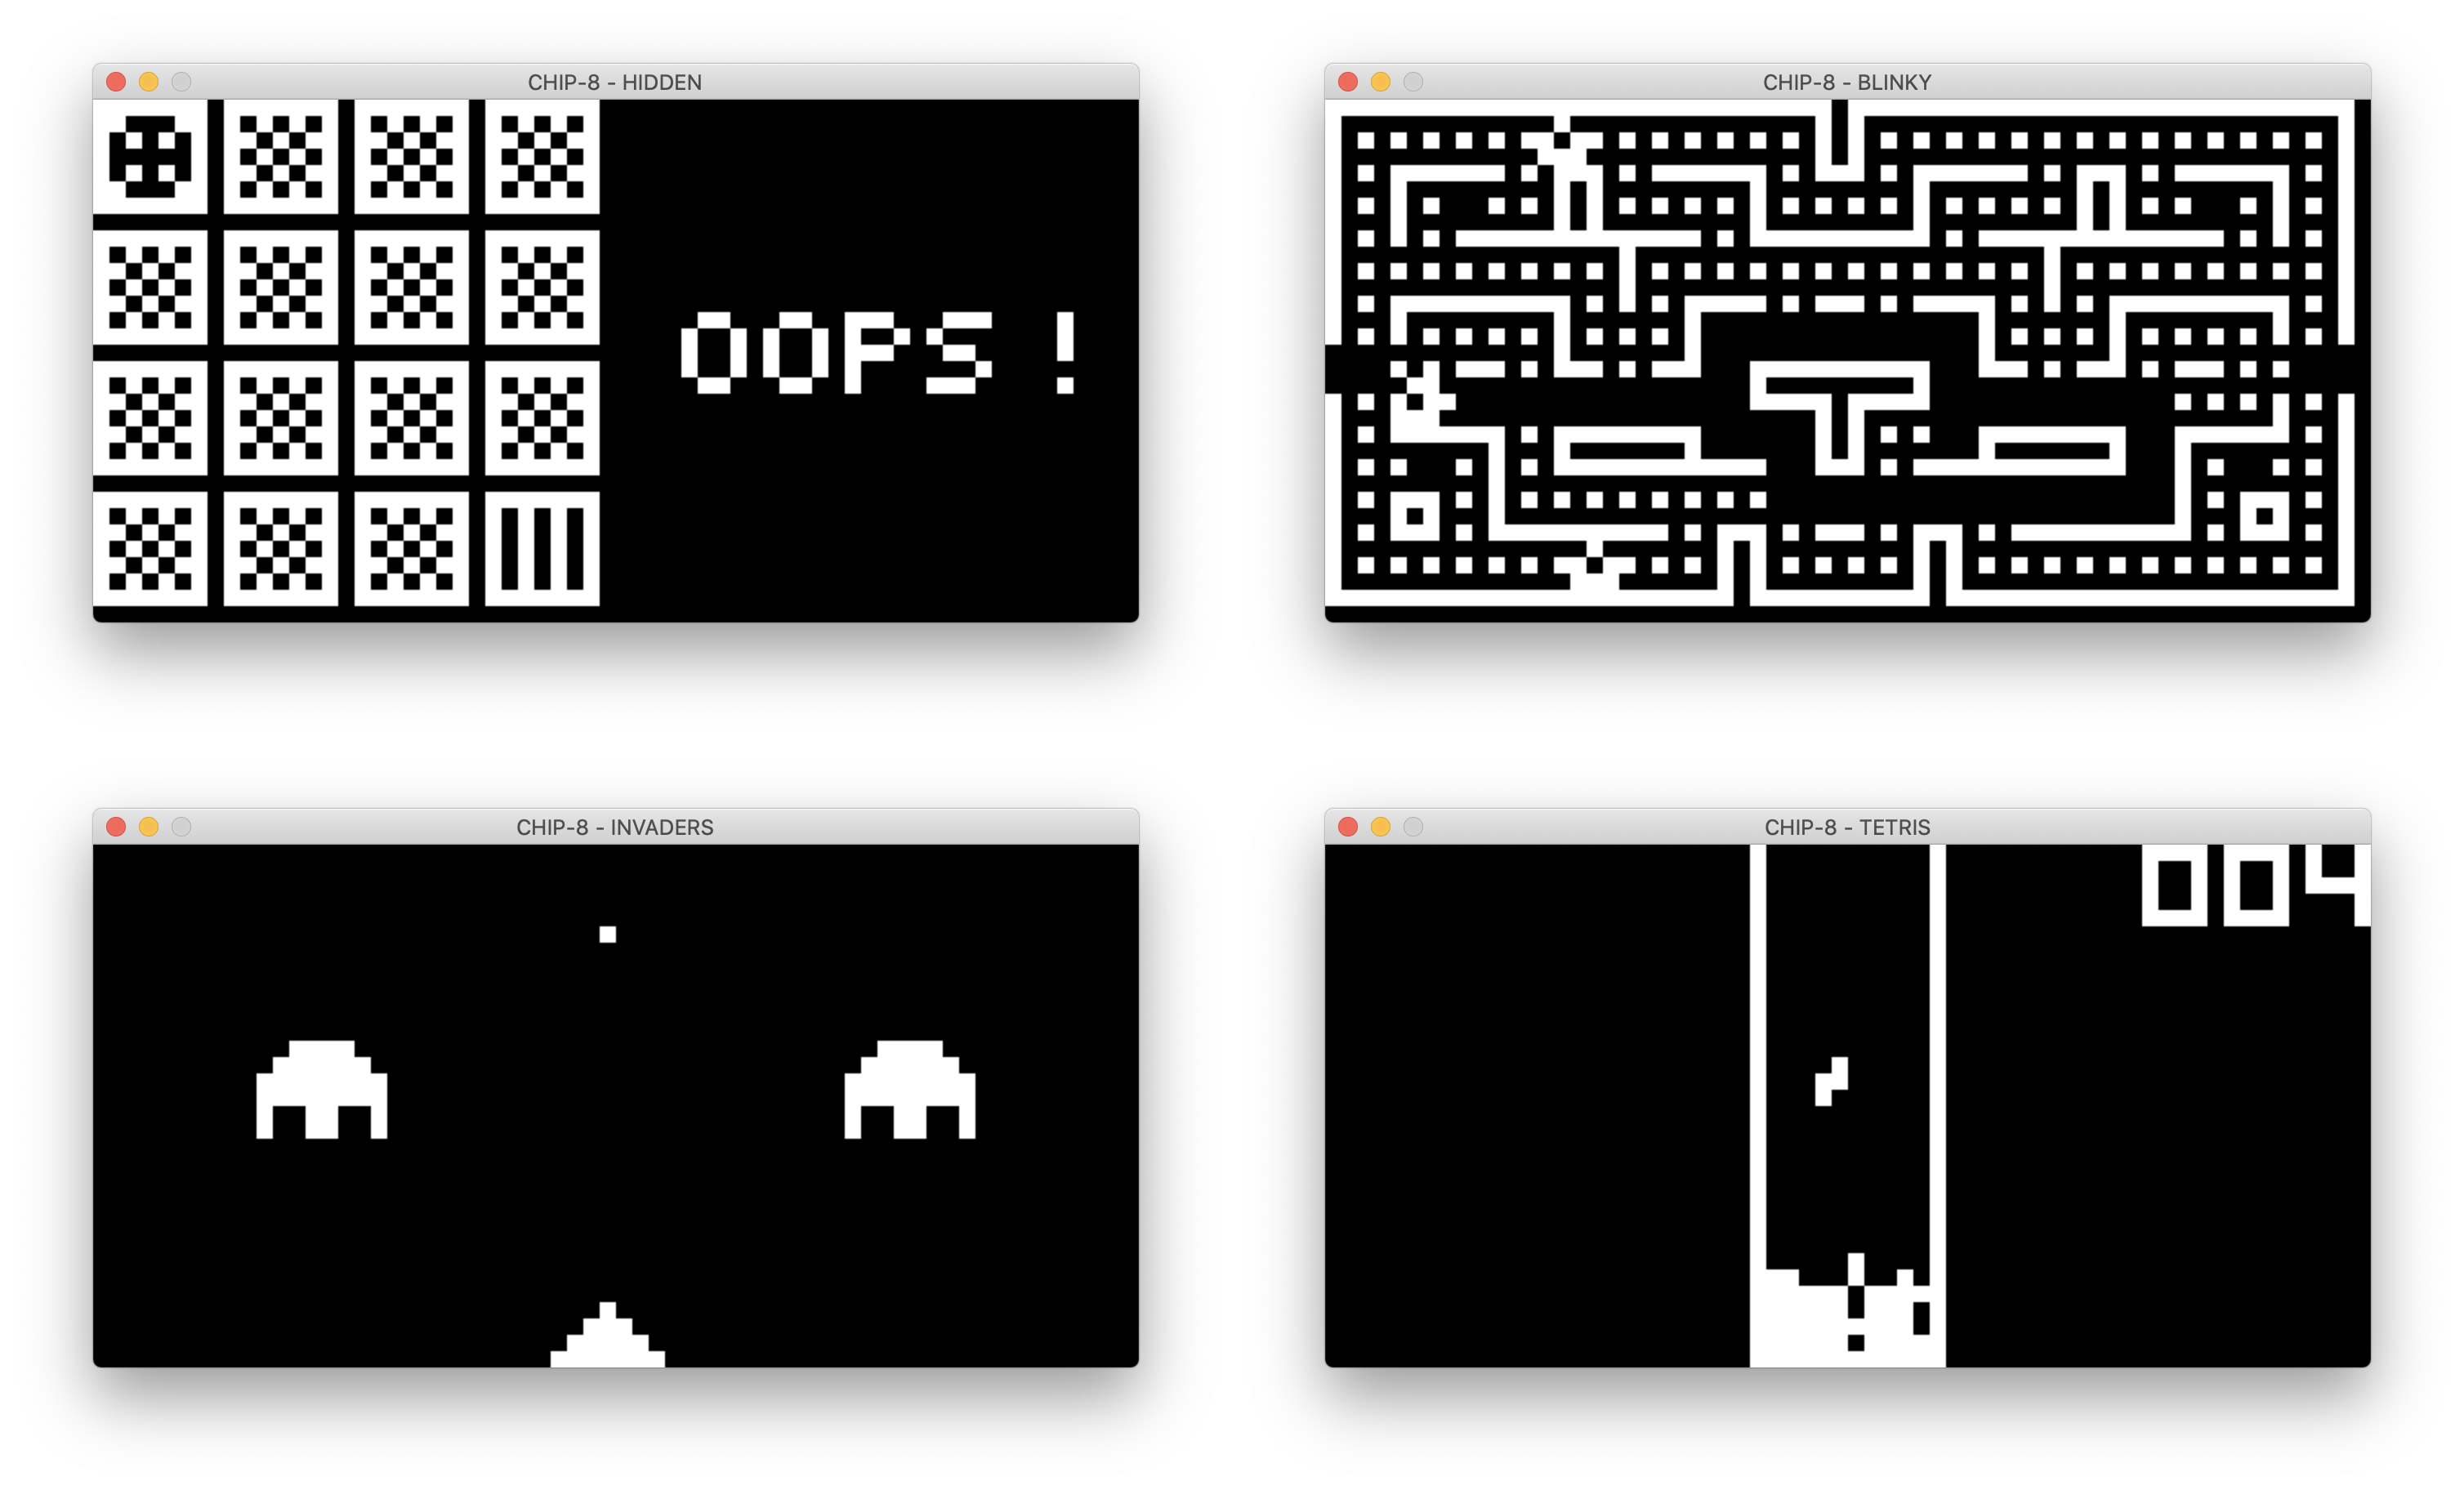 CHIP-8 - HIDDEN
OOPS !
CHIP-8 - BLINKY
CHIP-8 - INVADERS
CHIP-8 - TETRIS
004